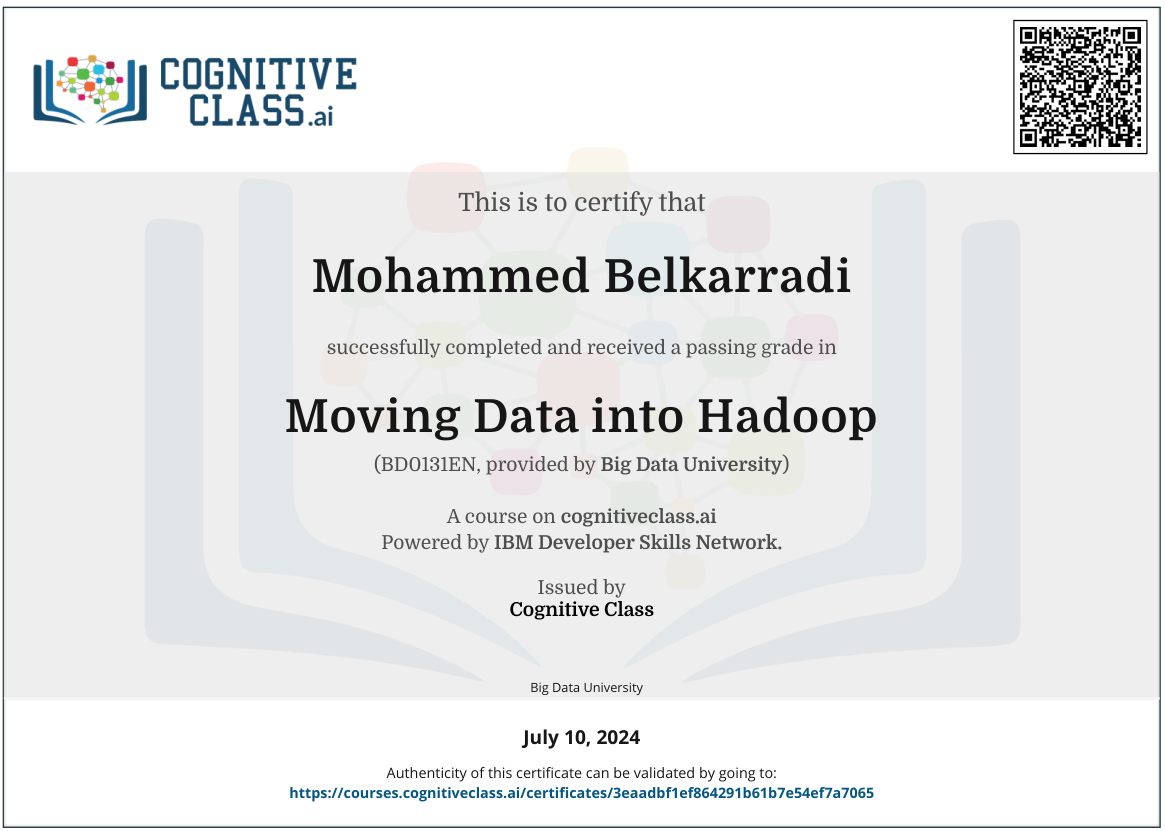 COGNITIVE
CLASS.ai
This is to certify that
Mohammed Belkarradi
successfully completed and received a passing grade in
Moving Data into Hadoop
(BD0131EN, provided by Big Data University)
A course on cognitiveclass.ai
Powered by IBM Developer Skills Network.
Issued by
Cognitive Class
Big Data University
July 10, 2024
Authenticity of this certificate can be validated by going to:
https://courses.cognitiveclass.ai/certificates/3eaadbf1ef864291b61b7e54ef7a7065